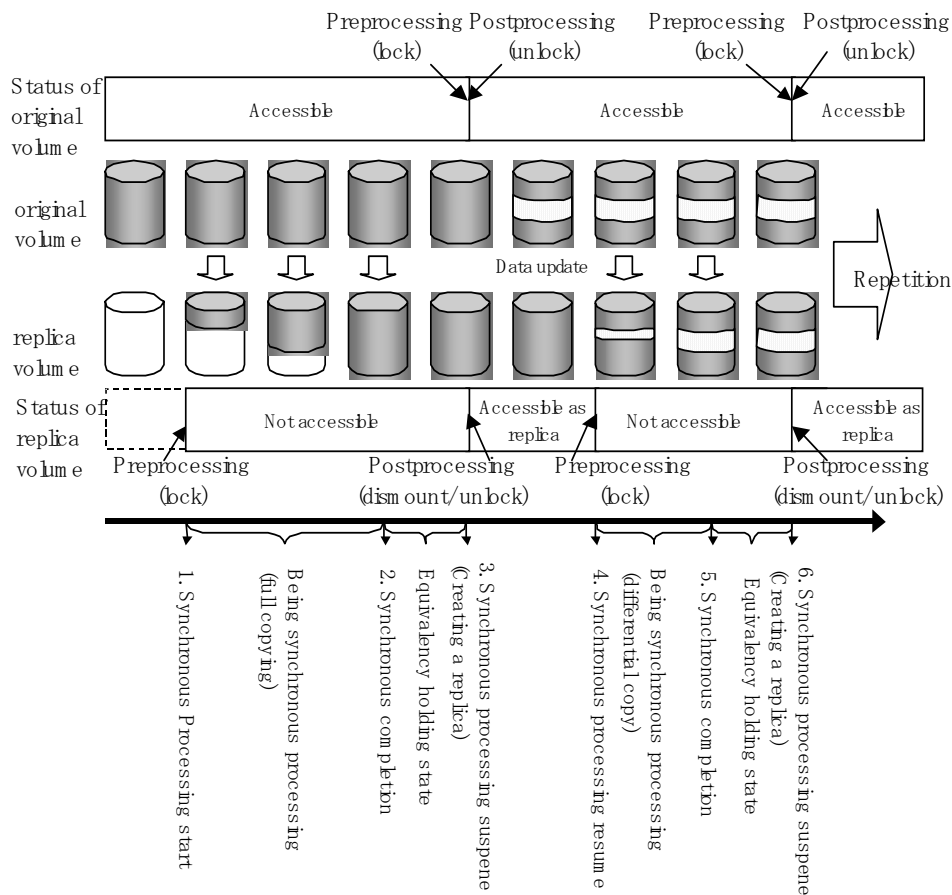 Preprocessing
(lock)
Postprocessing
(unlock)
Preprocessing
(lock)
Postprocessing
(unlock)
Status of
original
volume
Accessible
Accessible
Accessible
original
volume
Data update
Repetition
replica
volume
Status of
replica
volume
Not accessible
Accessible as
replica
Not accessible
Accessible as
replica
Preprocessing
(lock)
Postprocessing
(dismount/unlock)
Preprocessing
(lock)
Postprocessing
(dismount/unlock)
1. Synchronous Processing start
Being synchronous processing
(full copying)
2. Synchronous completion
Equivalency holding state
3. Synchronous processing suspene
(Creating a replica)
4. Synchronous processing resume
Being synchronous processing
(differential copy)
5. Synchronous completion
Equivalency holding state
6. Synchronous processing suspene
(Creating a replica)